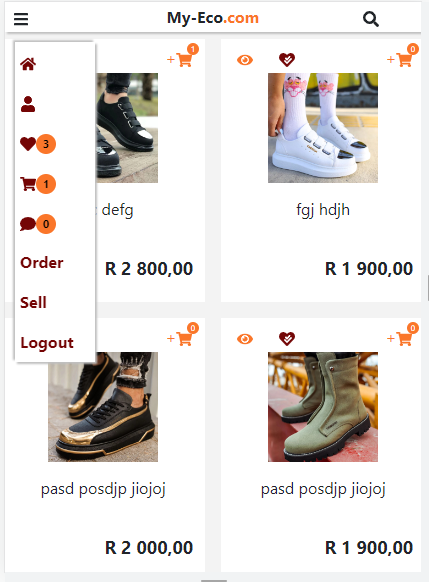 My-Eco.com
+ 1
+ 0
3
1
0
Order
Sell
Logout
defg
R 2 800,00
fgj hdjh
R 1 900,00
+ 0
+ 0
pasd posdjp jiojoj
R 2 000,00
pasd posdjp jiojoj
R 1 900,00